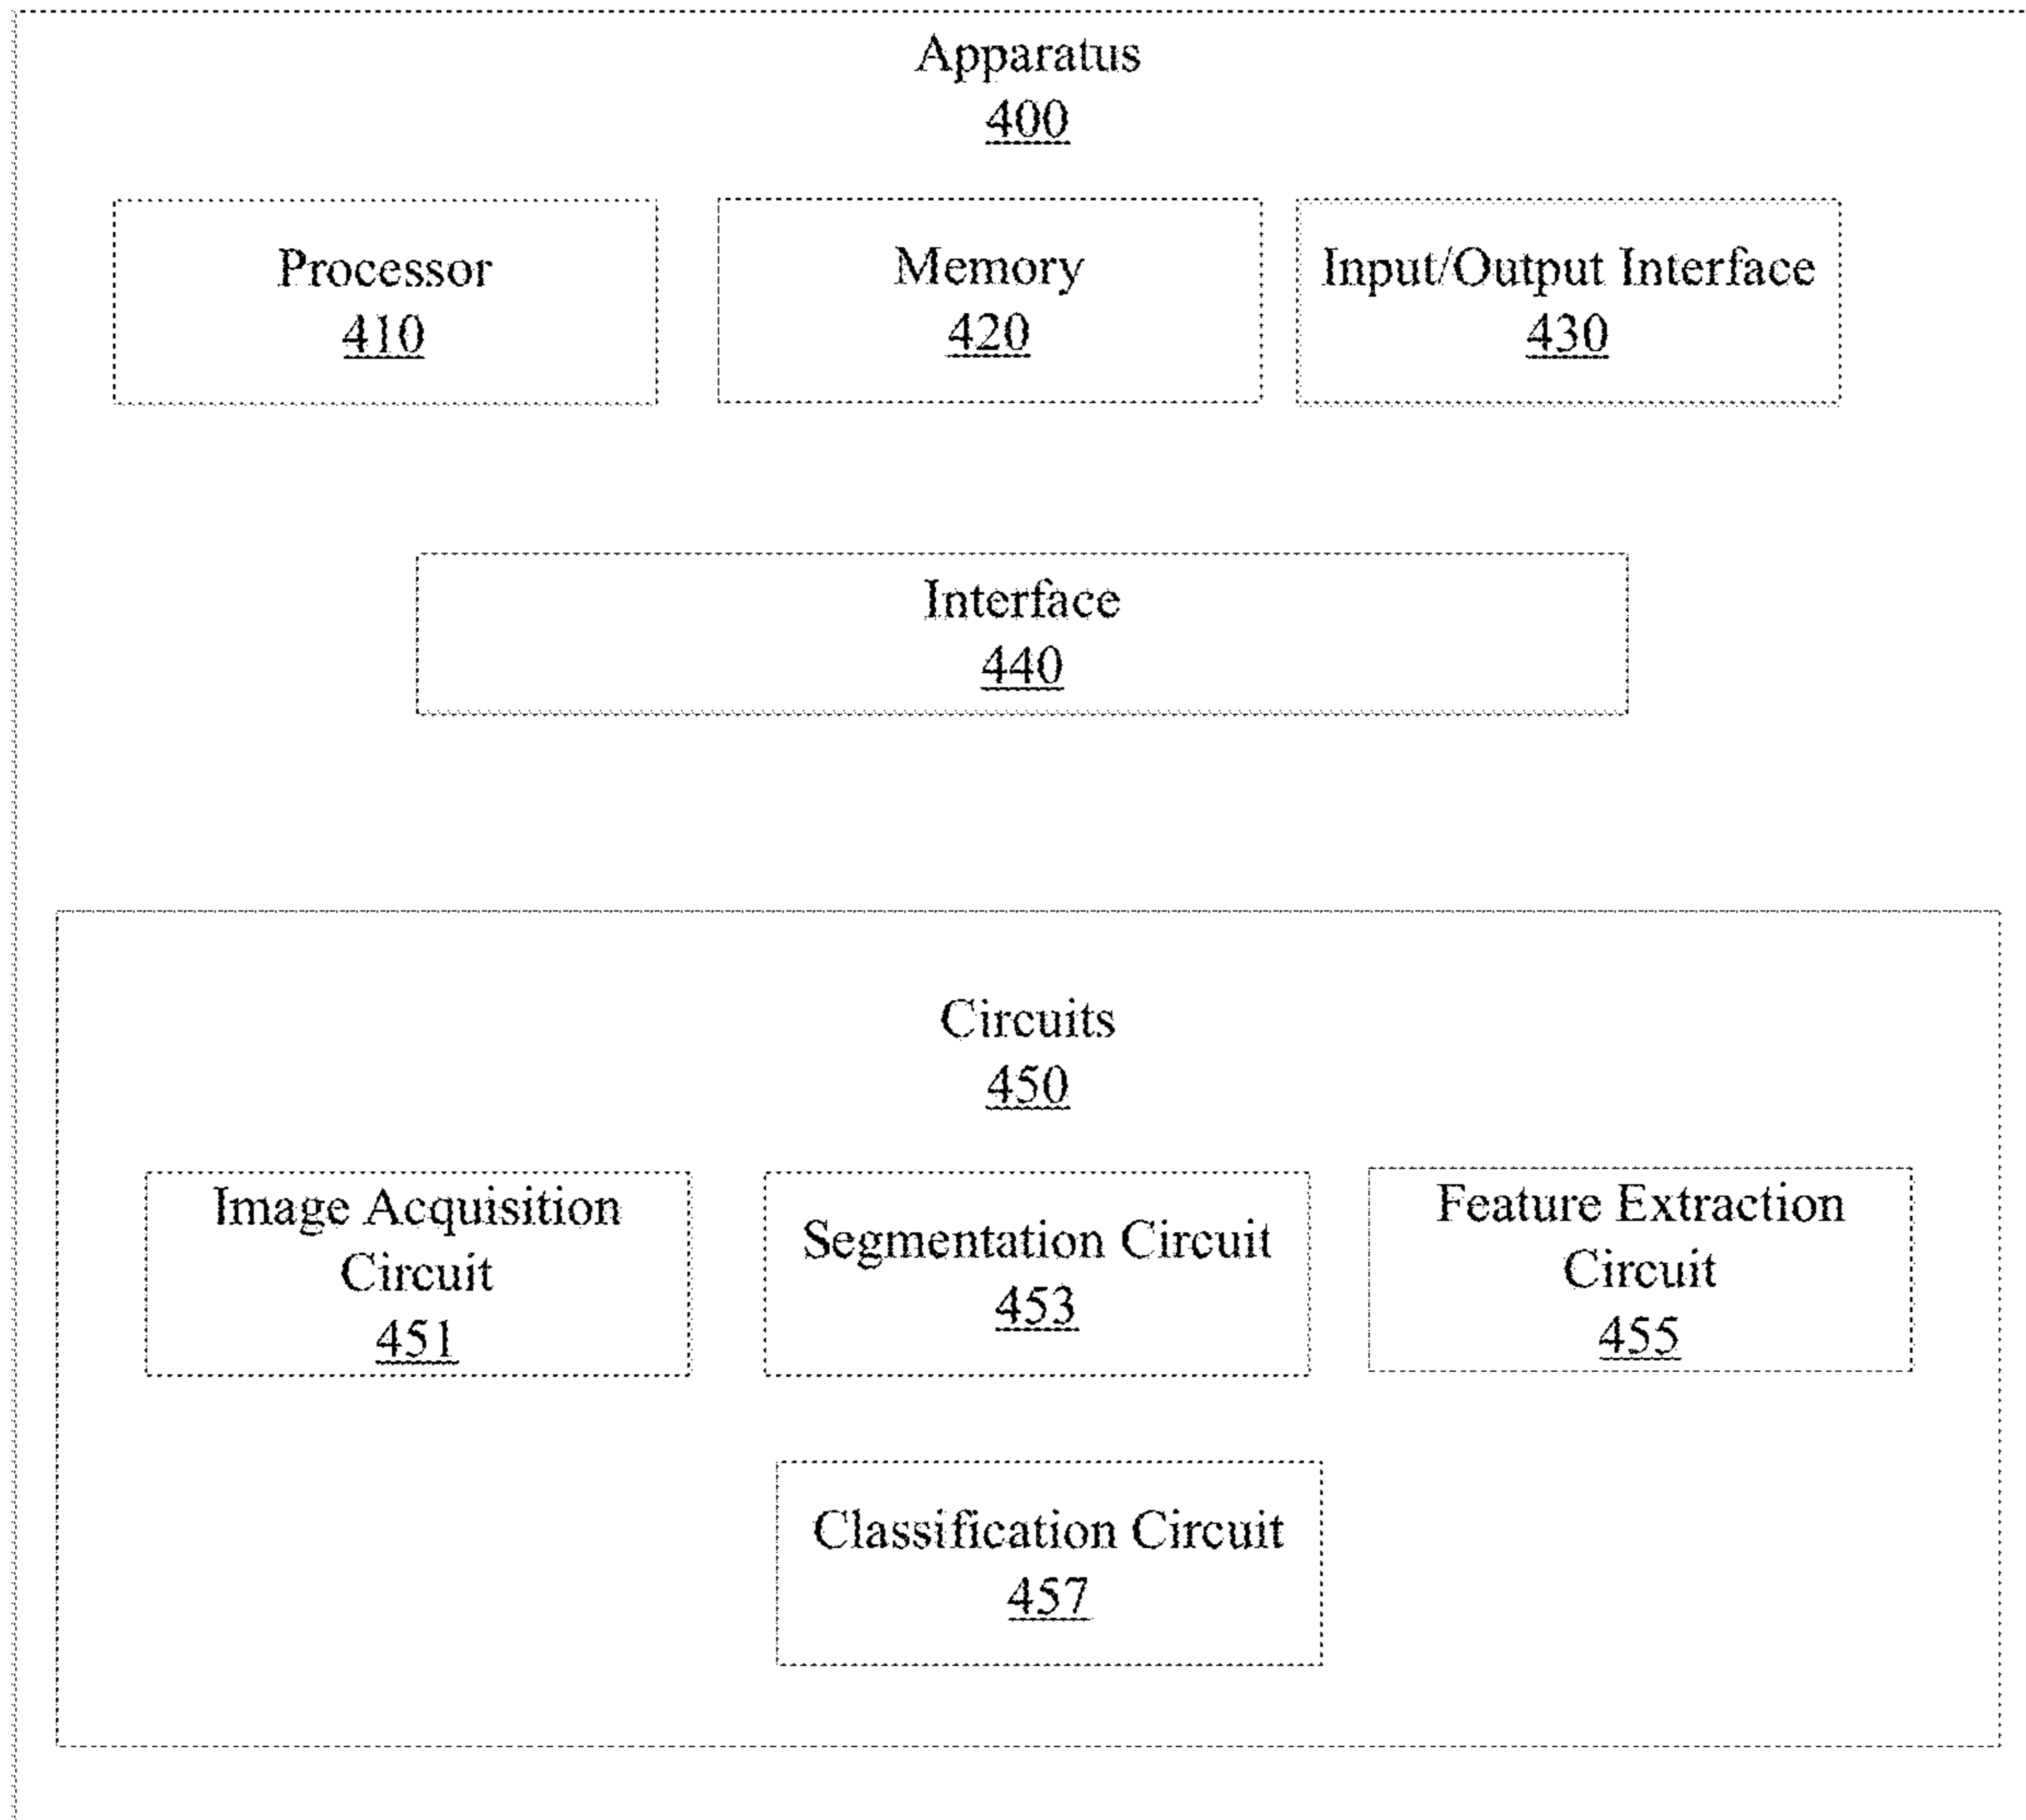 Apparatus
400
Processor
410
Memory
420
Input/Output Interface
430
Interface
440
Circuits
450
Image Acquisition
Circuit
451
Segmentation Circuit
453
Feature Extraction
Circuit
455
Classification Circuit
457